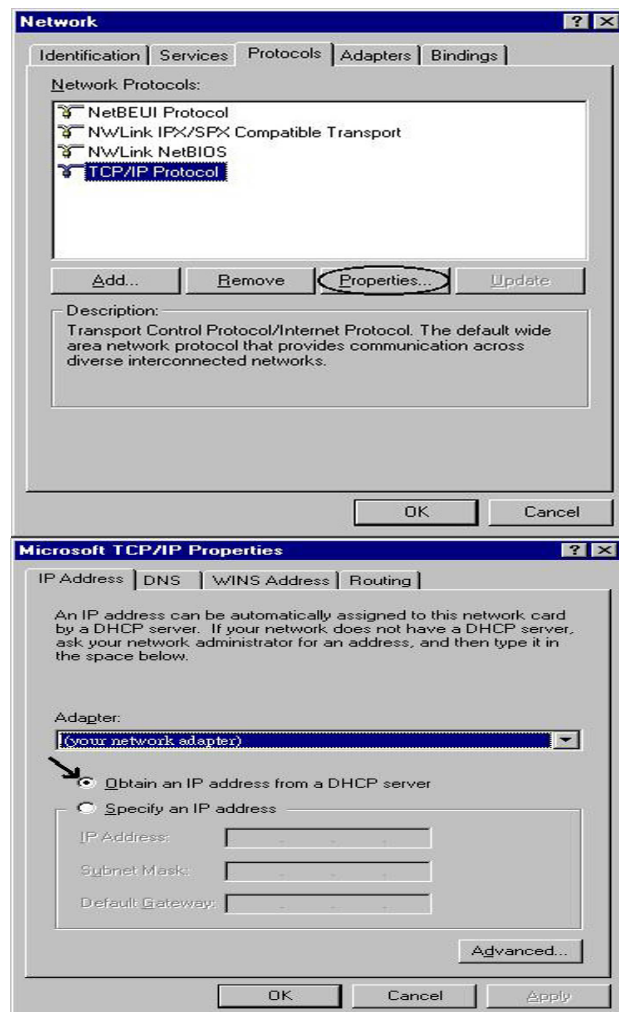 Network
Identification Services Protocols Adapters Bindings
Network Protocols:
NetBEUI Protocol
NWLink IPX/SPX Compatible Transport
NWLink NetBIOS
TCP/IP Protocol
Add... Remove Properties... Update
Description:
Transport Control Protocol/Internet Protocol. The default wide
area network protocol that provides communication across
diverse interconnected networks.
OK Cancel
Microsoft TCP/IP Properties
IP Address DNS WINS Address Routing
An IP address can be automatically assigned to this network card
by a DHCP server. If your network does not have a DHCP server,
ask your network administrator for an address, and then type it in
the space below.
Adapter:
(your network adapter)
Obtain an IP address from a DHCP server
Specify an IP address
IP Address:
Subnet Mask:
Default Gateway:
Advanced...
OK Cancel Apply